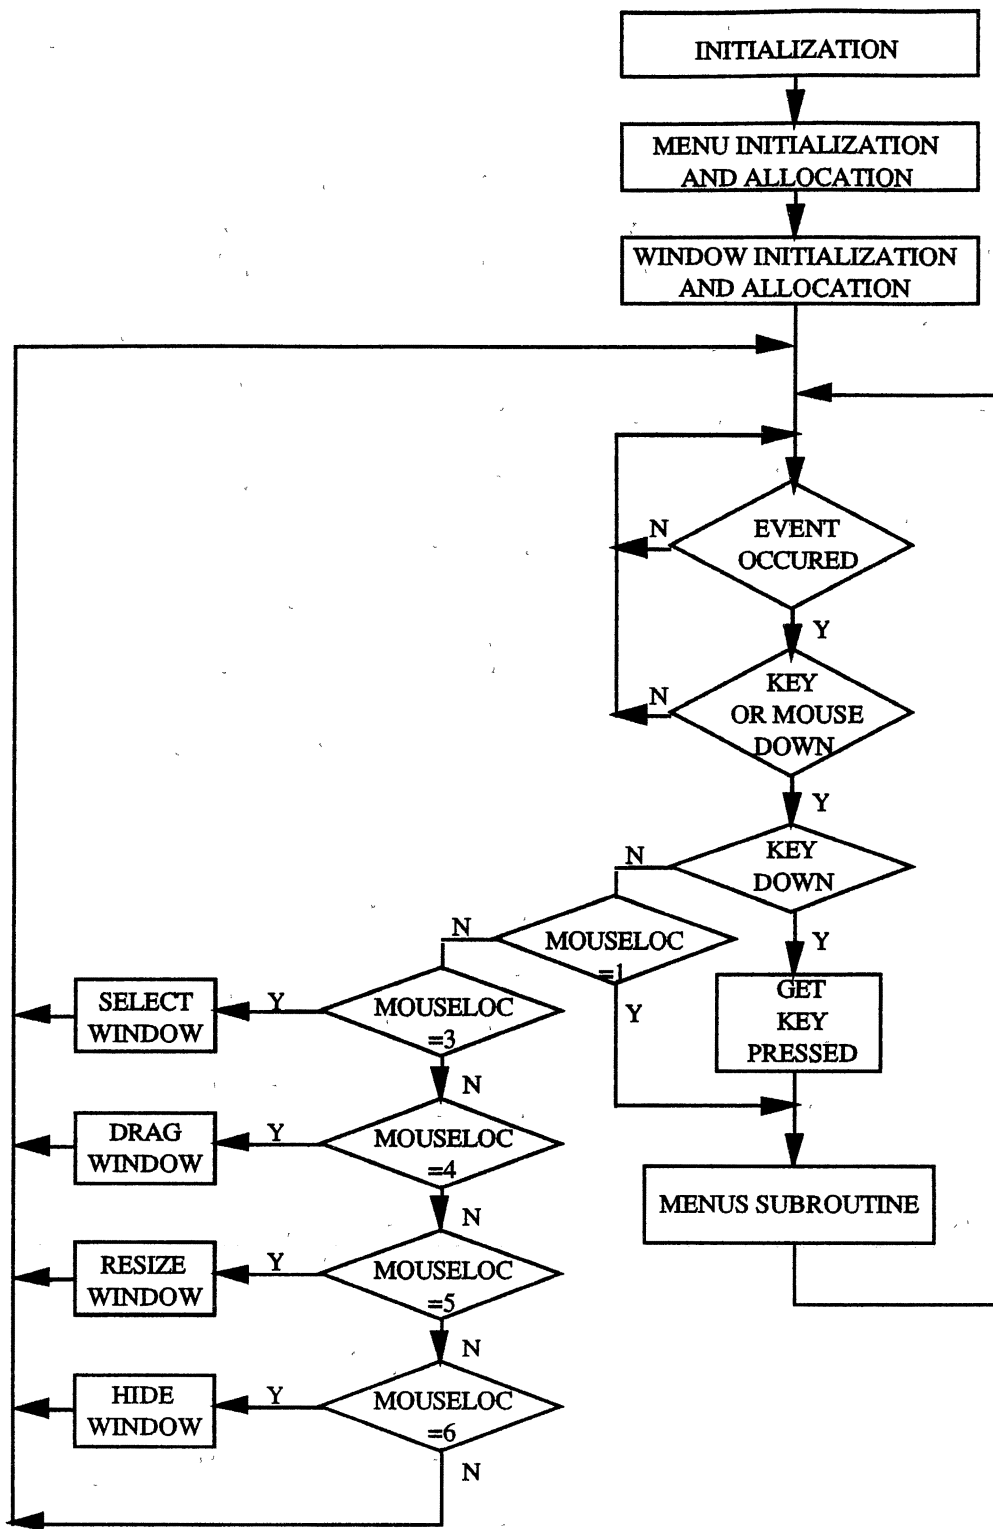 INITIALIZATION
MENU INITIALIZATION
AND ALLOCATION
WINDOW INITIALIZATION
AND ALLOCATION
EVENT
OCCURED
N
Y
KEY
OR MOUSE
DOWN
N
Y
KEY
DOWN
N
Y
MOUSELOC
=1
N
Y
GET
KEY
PRESSED
MENUS SUBROUTINE
MOUSELOC
=3
Y
SELECT
WINDOW
N
MOUSELOC
=4
Y
DRAG
WINDOW
N
MOUSELOC
=5
Y
RESIZE
WINDOW
N
MOUSELOC
=6
Y
HIDE
WINDOW
N